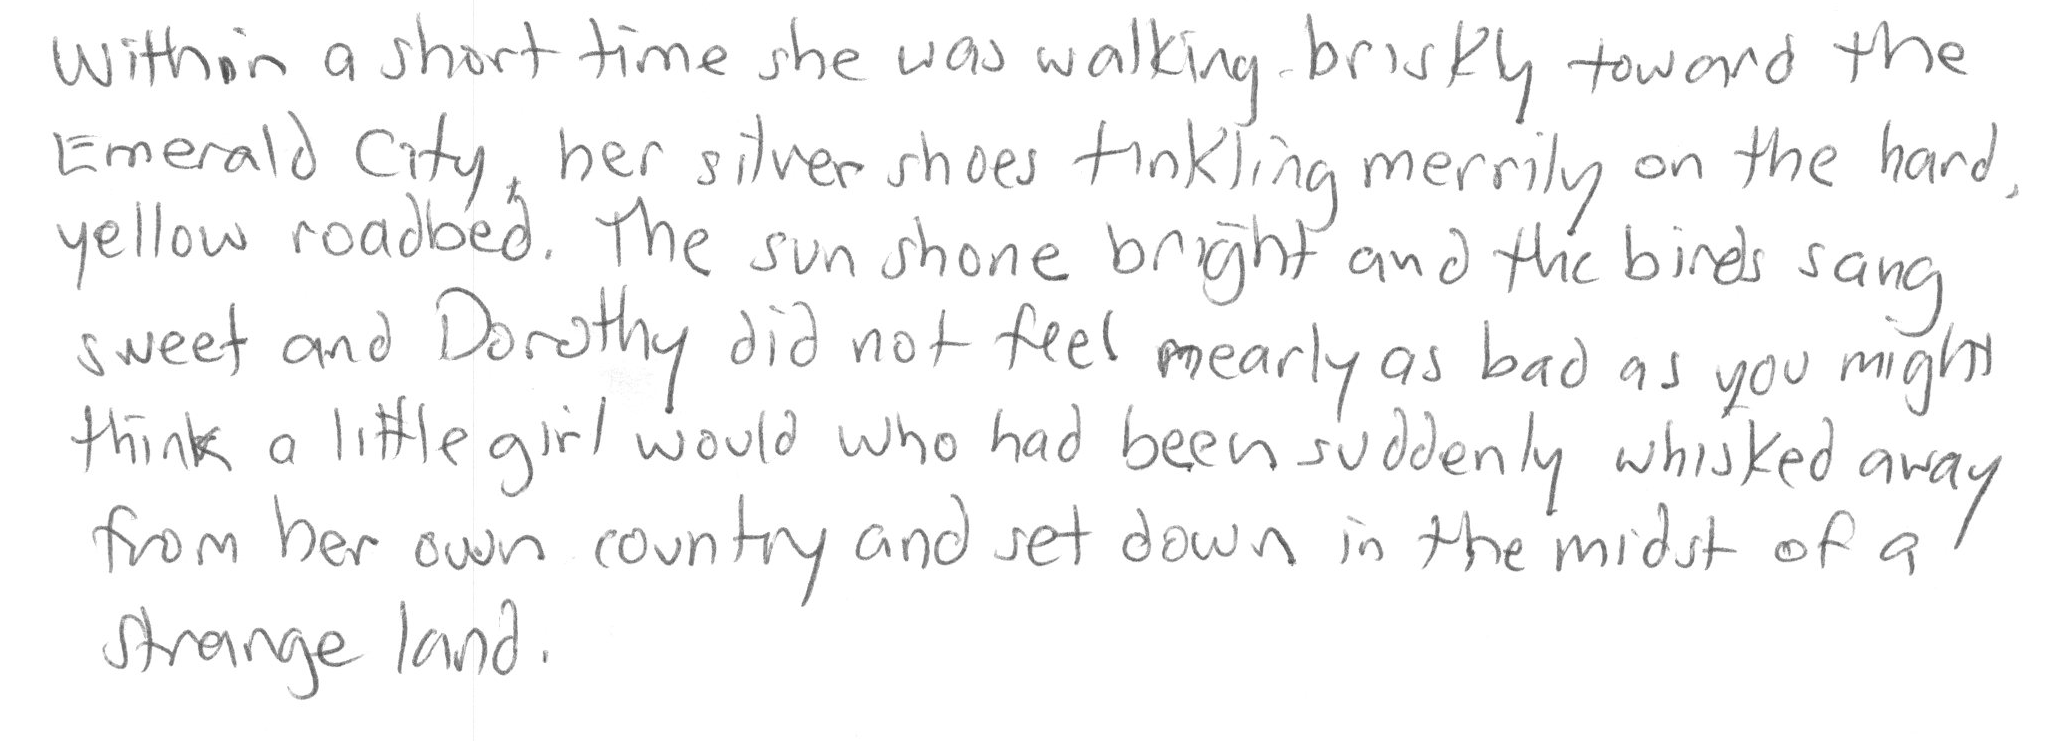 Within a short time she was walking briskly toward the
Emerald City, her silver shoes tinkling merrily on the hard,
yellow roadbed. The sun shone bright and the birds sang
sweet and Dorothy did not feel nearly as bad as you might
think a little girl would who had been suddenly whisked away
from her own country and set down in the midst of a
strange land.